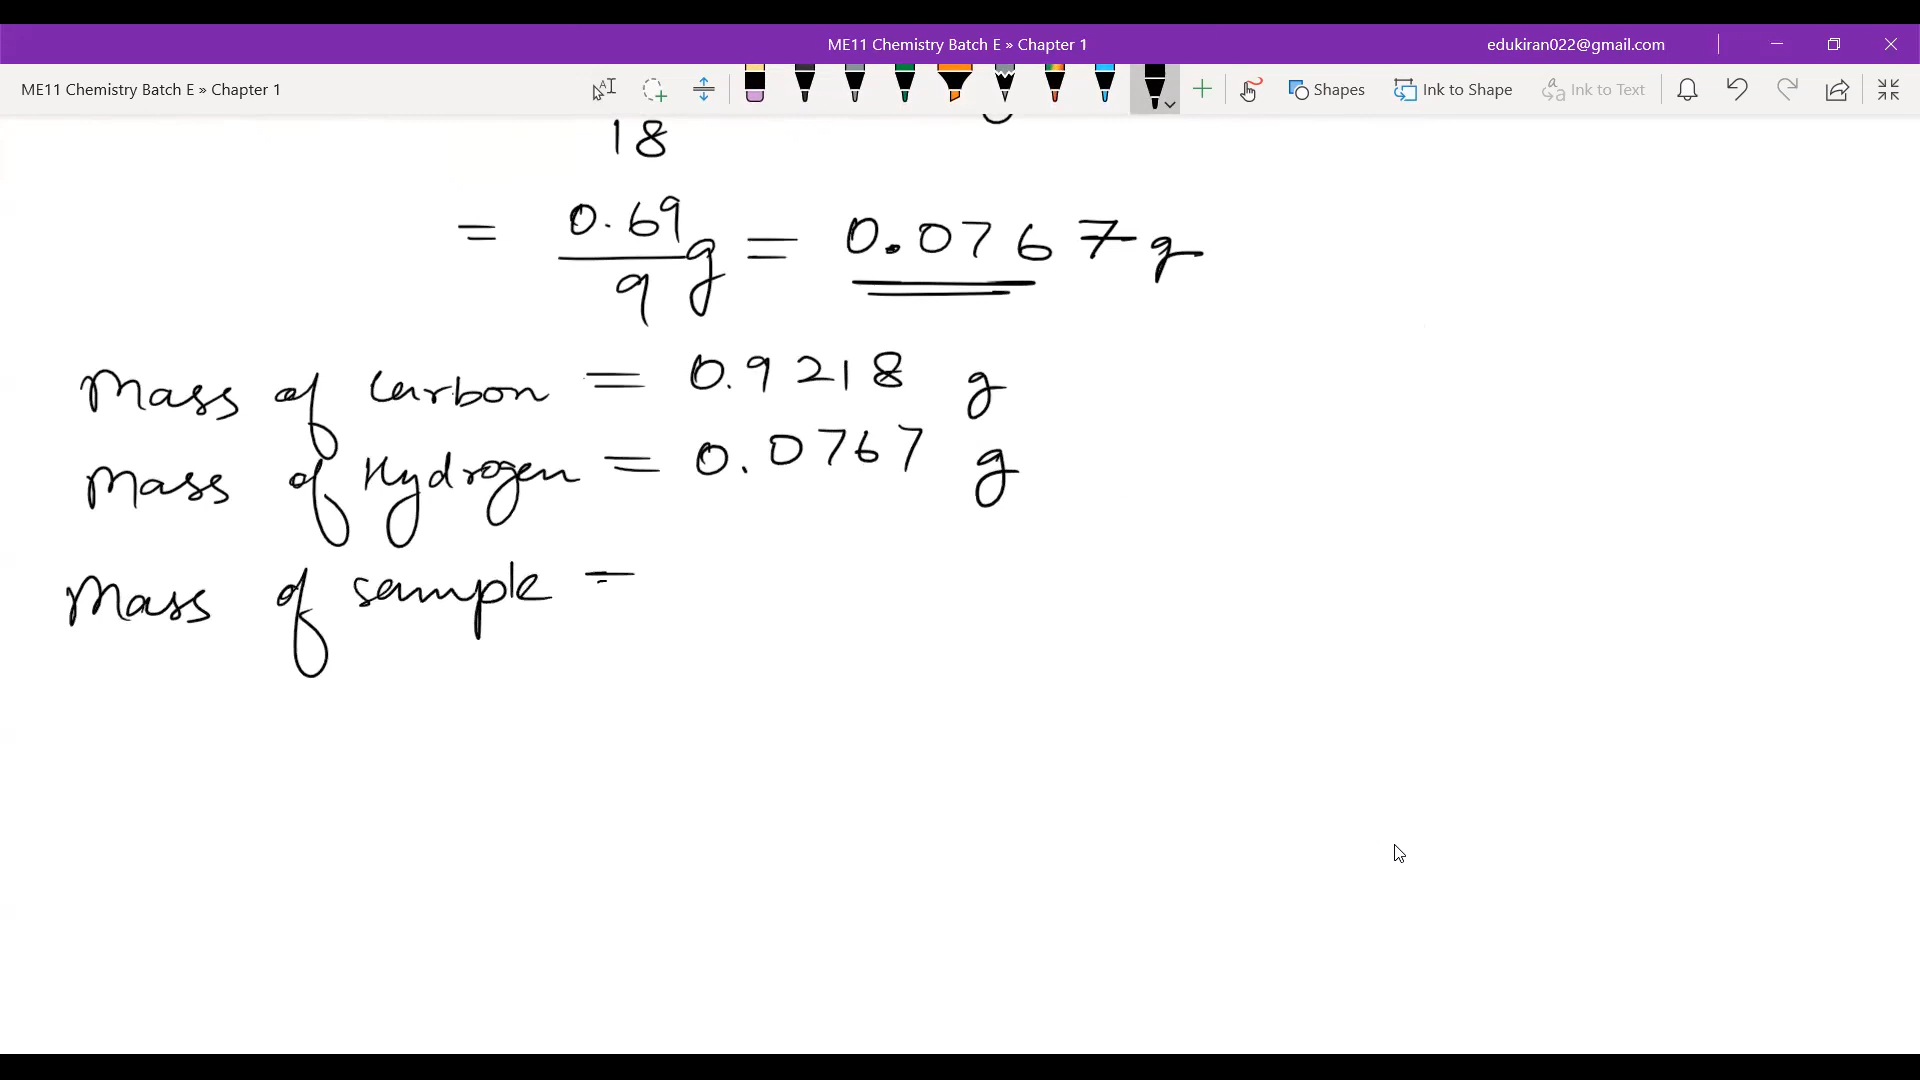 ME11 Chemistry Batch E » Chapter 1
edukiran022@gmail.com
ME11 Chemistry Batch E » Chapter 1
Shapes
Ink to Shape
Ink to Text
18
= 0.69/9 g = 0.0767 g
Mass of Carbon = 0.9218 g
Mass of Hydrogen = 0.0767 g
Mass of sample =